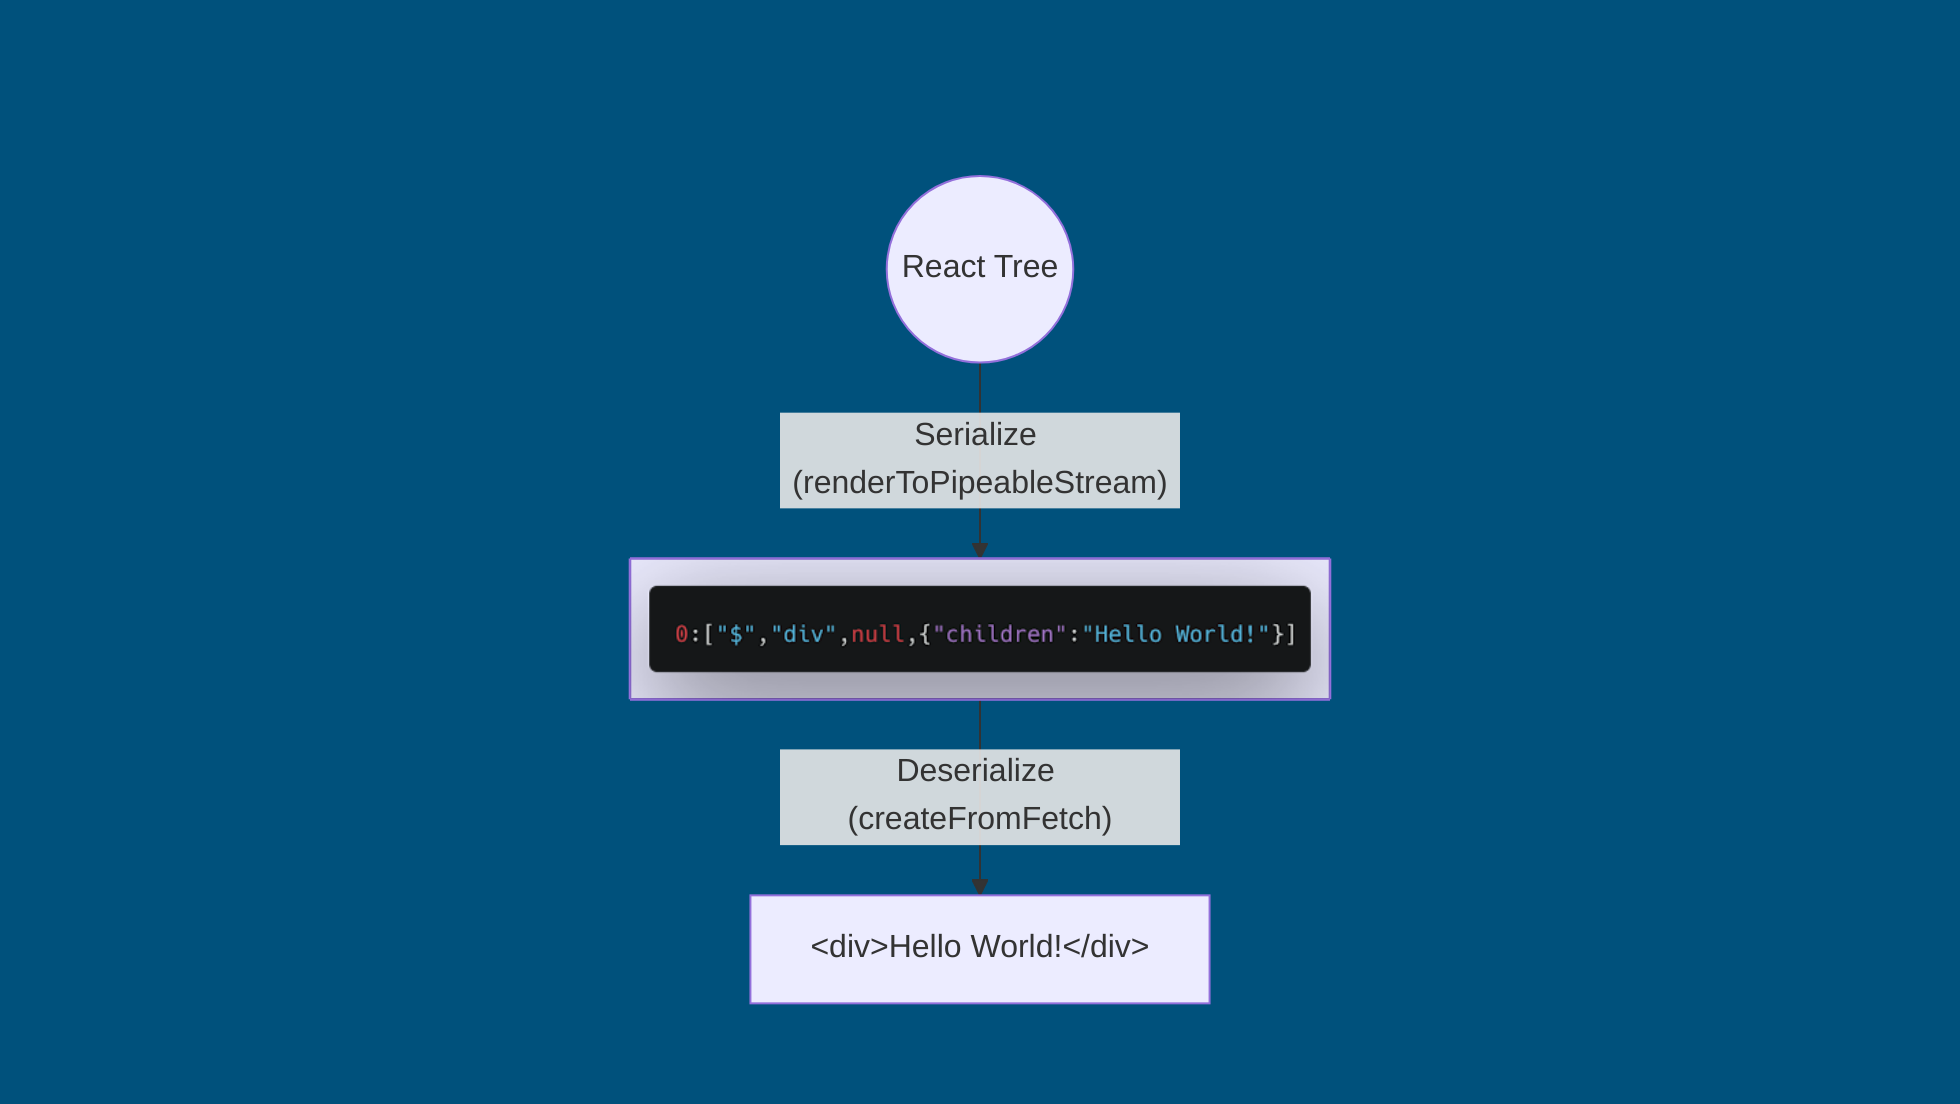 React Tree
Serialize
(renderToPipeableStream)
0:["$","div",null,{"children":"Hello World!"}]
Deserialize
(createFromFetch)
<div>Hello World!</div>